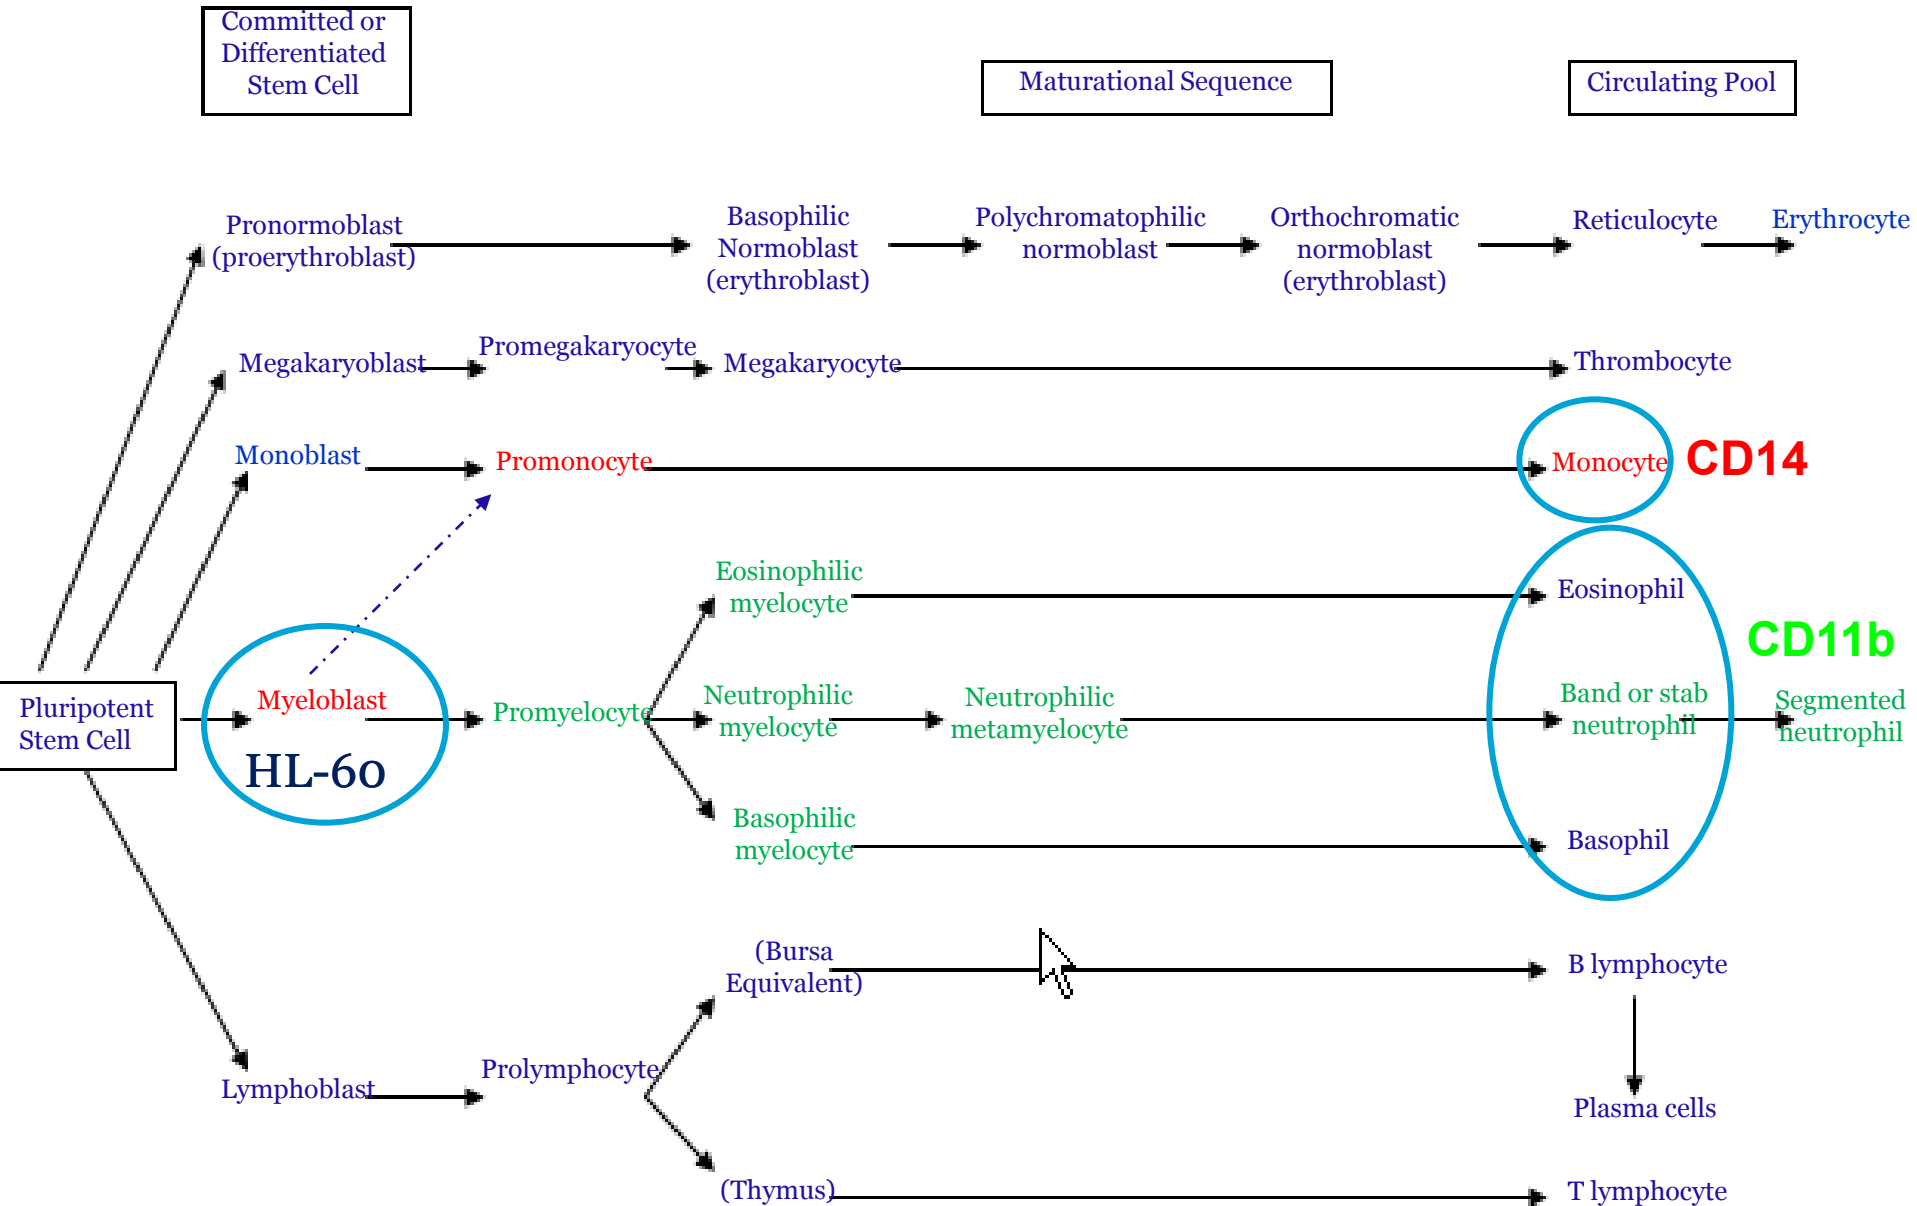 Committed or
Differentiated
Stem Cell
Maturational Sequence
Circulating Pool
Pronormoblast
(proerythroblast)
Basophilic
Normoblast
(erythroblast)
Polychromatophilic
normoblast
Orthochromatic
normoblast
(erythroblast)
Reticulocyte
Erythrocyte
Megakaryoblast
Promegakaryocyte
Megakaryocyte
Thrombocyte
Monoblast
Promonocyte
Monocyte
CD14
Eosinophilic
myelocyte
Eosinophil
CD11b
Pluripotent
Stem Cell
Myeloblast
HL-60
Promyelocyte
Neutrophilic
myelocyte
Neutrophilic
metamyelocyte
Band or stab
neutrophil
Segmented
neutrophil
Basophilic
myelocyte
Basophil
(Bursa
Equivalent)
B lymphocyte
Lymphoblast
Prolymphocyte
Plasma cells
(Thymus)
T lymphocyte